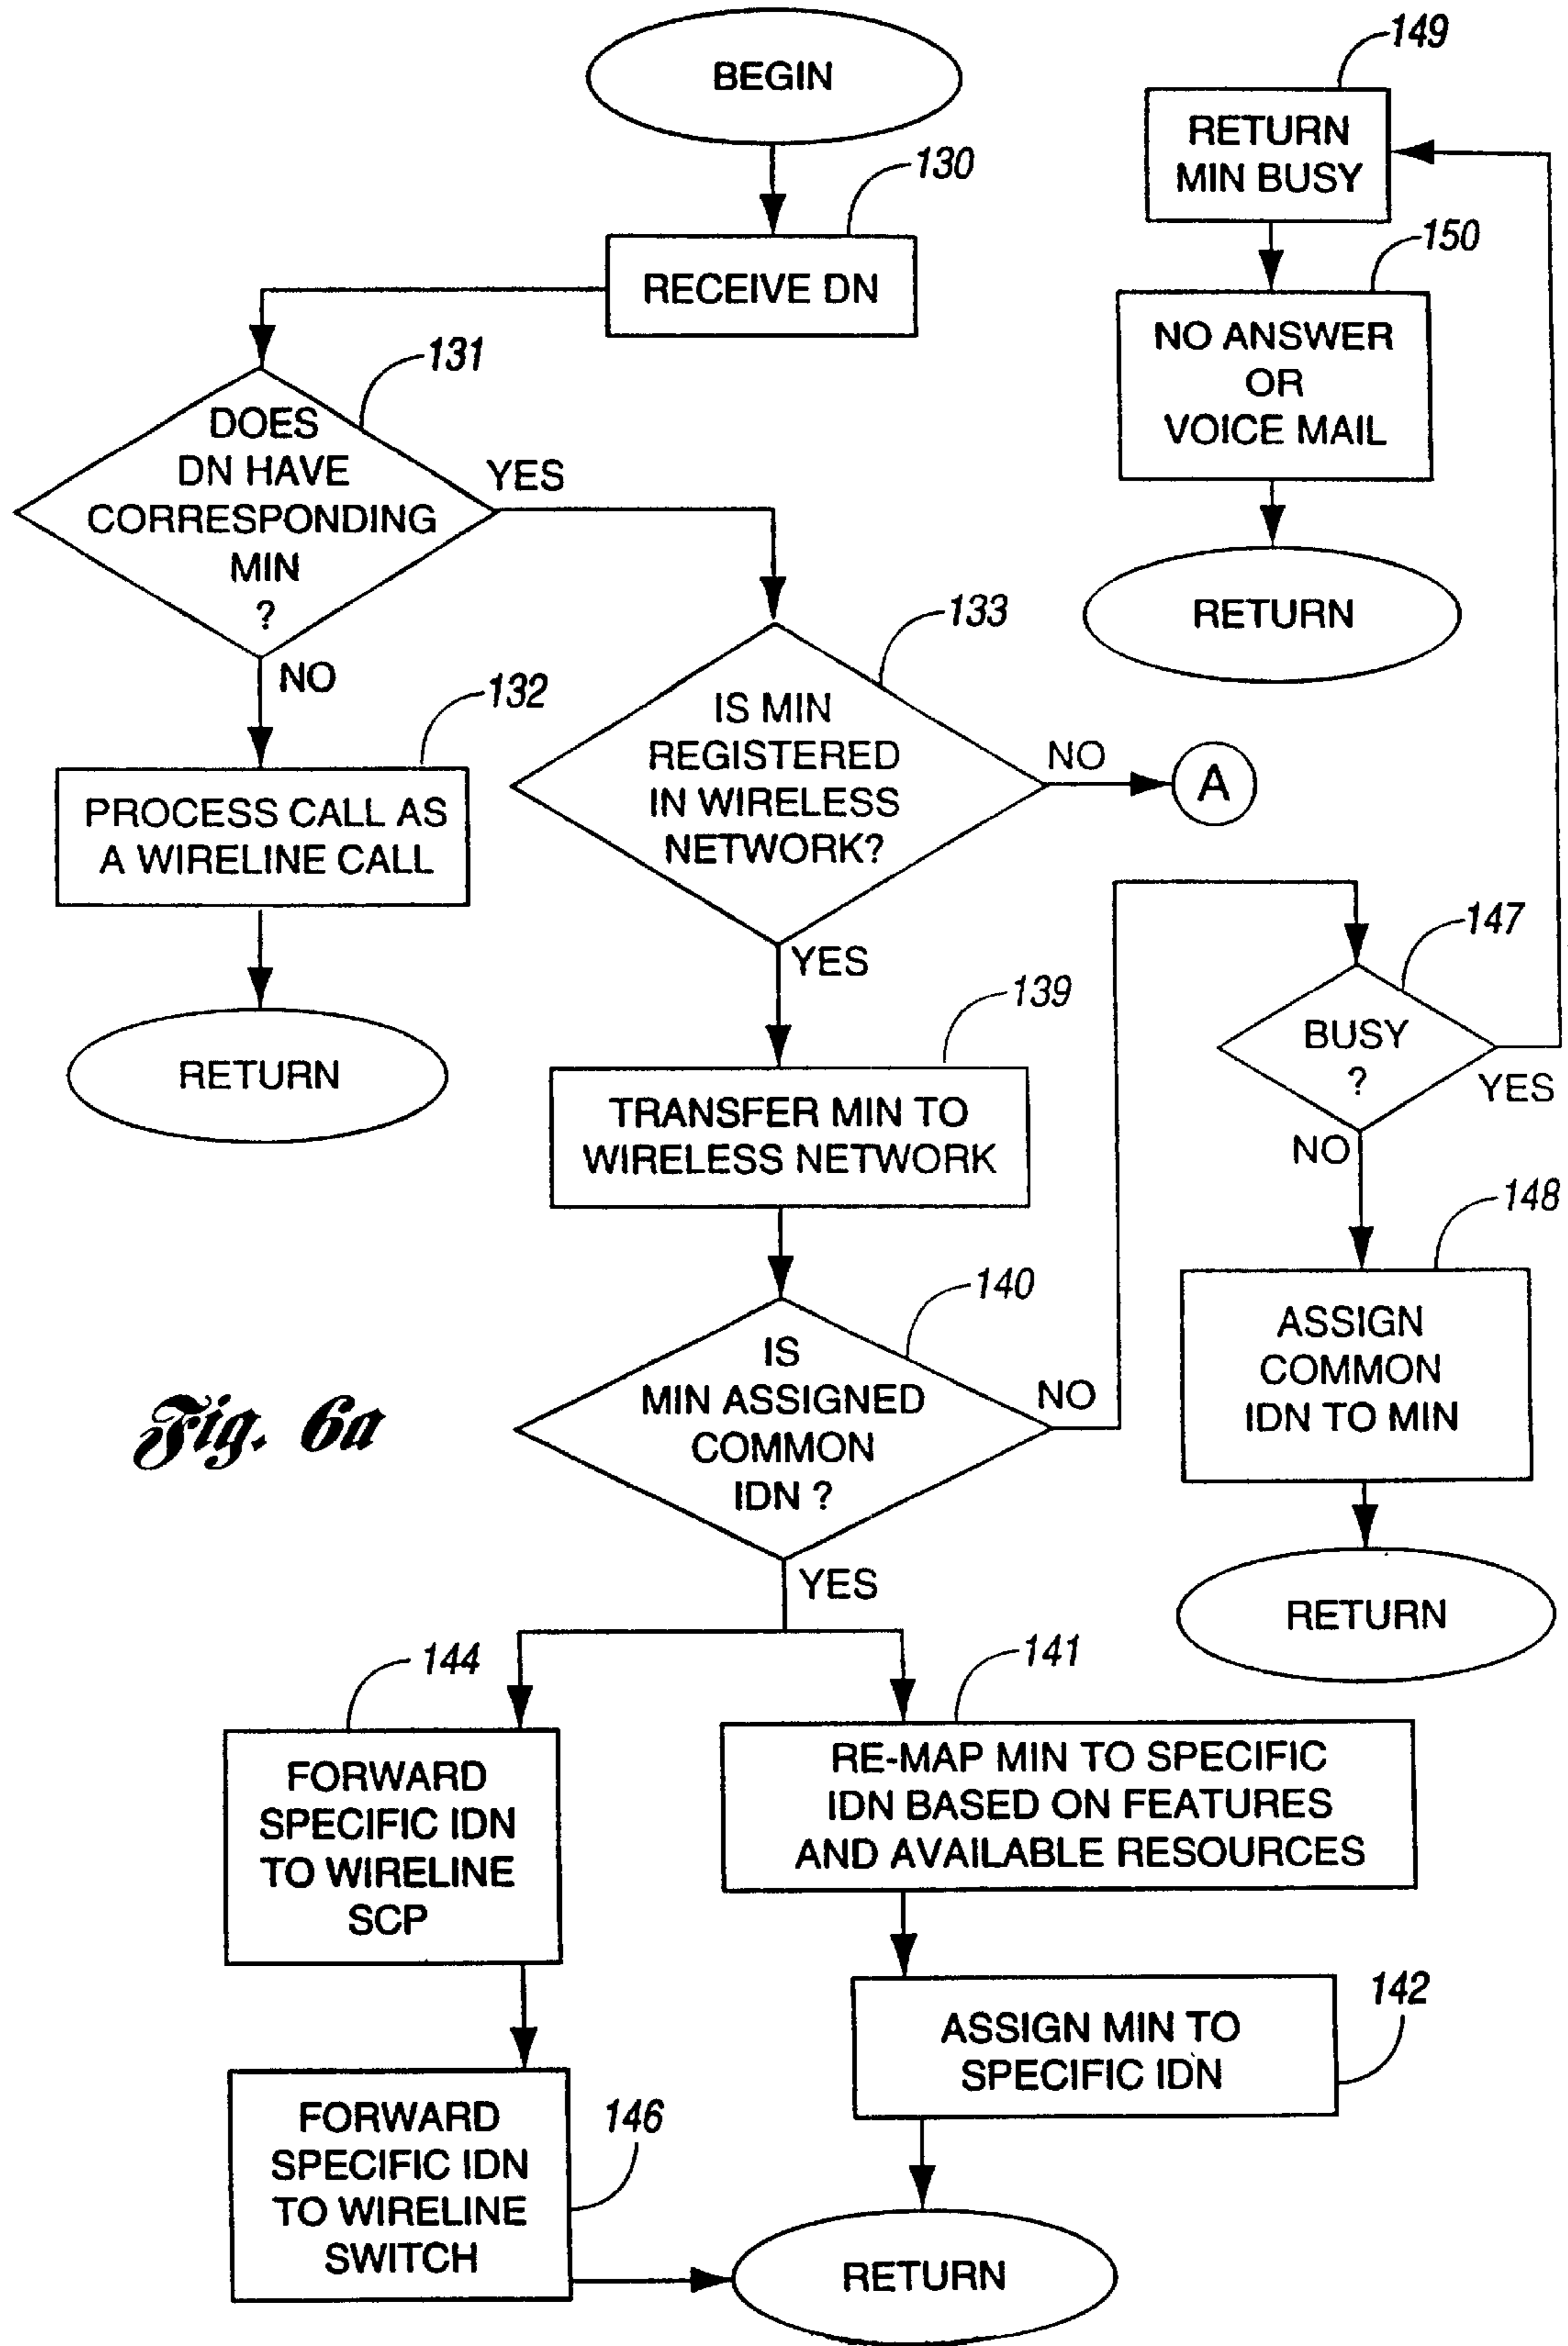 BEGIN
130
RECEIVE DN
131
DOES
DN HAVE
CORRESPONDING
MIN
?
YES
NO
132
PROCESS CALL AS
A WIRELINE CALL
RETURN
133
IS MIN
REGISTERED
IN WIRELESS
NETWORK?
NO
A
YES
139
TRANSFER MIN TO
WIRELESS NETWORK
140
IS
MIN ASSIGNED
COMMON
IDN ?
NO
YES
144
FORWARD
SPECIFIC IDN
TO WIRELINE
SCP
146
FORWARD
SPECIFIC IDN
TO WIRELINE
SWITCH
141
RE-MAP MIN TO SPECIFIC
IDN BASED ON FEATURES
AND AVAILABLE RESOURCES
142
ASSIGN MIN TO
SPECIFIC IDN
RETURN
147
BUSY
?
YES
NO
148
ASSIGN
COMMON
IDN TO MIN
RETURN
149
RETURN
MIN BUSY
150
NO ANSWER
OR
VOICE MAIL
RETURN
Fig. 6a